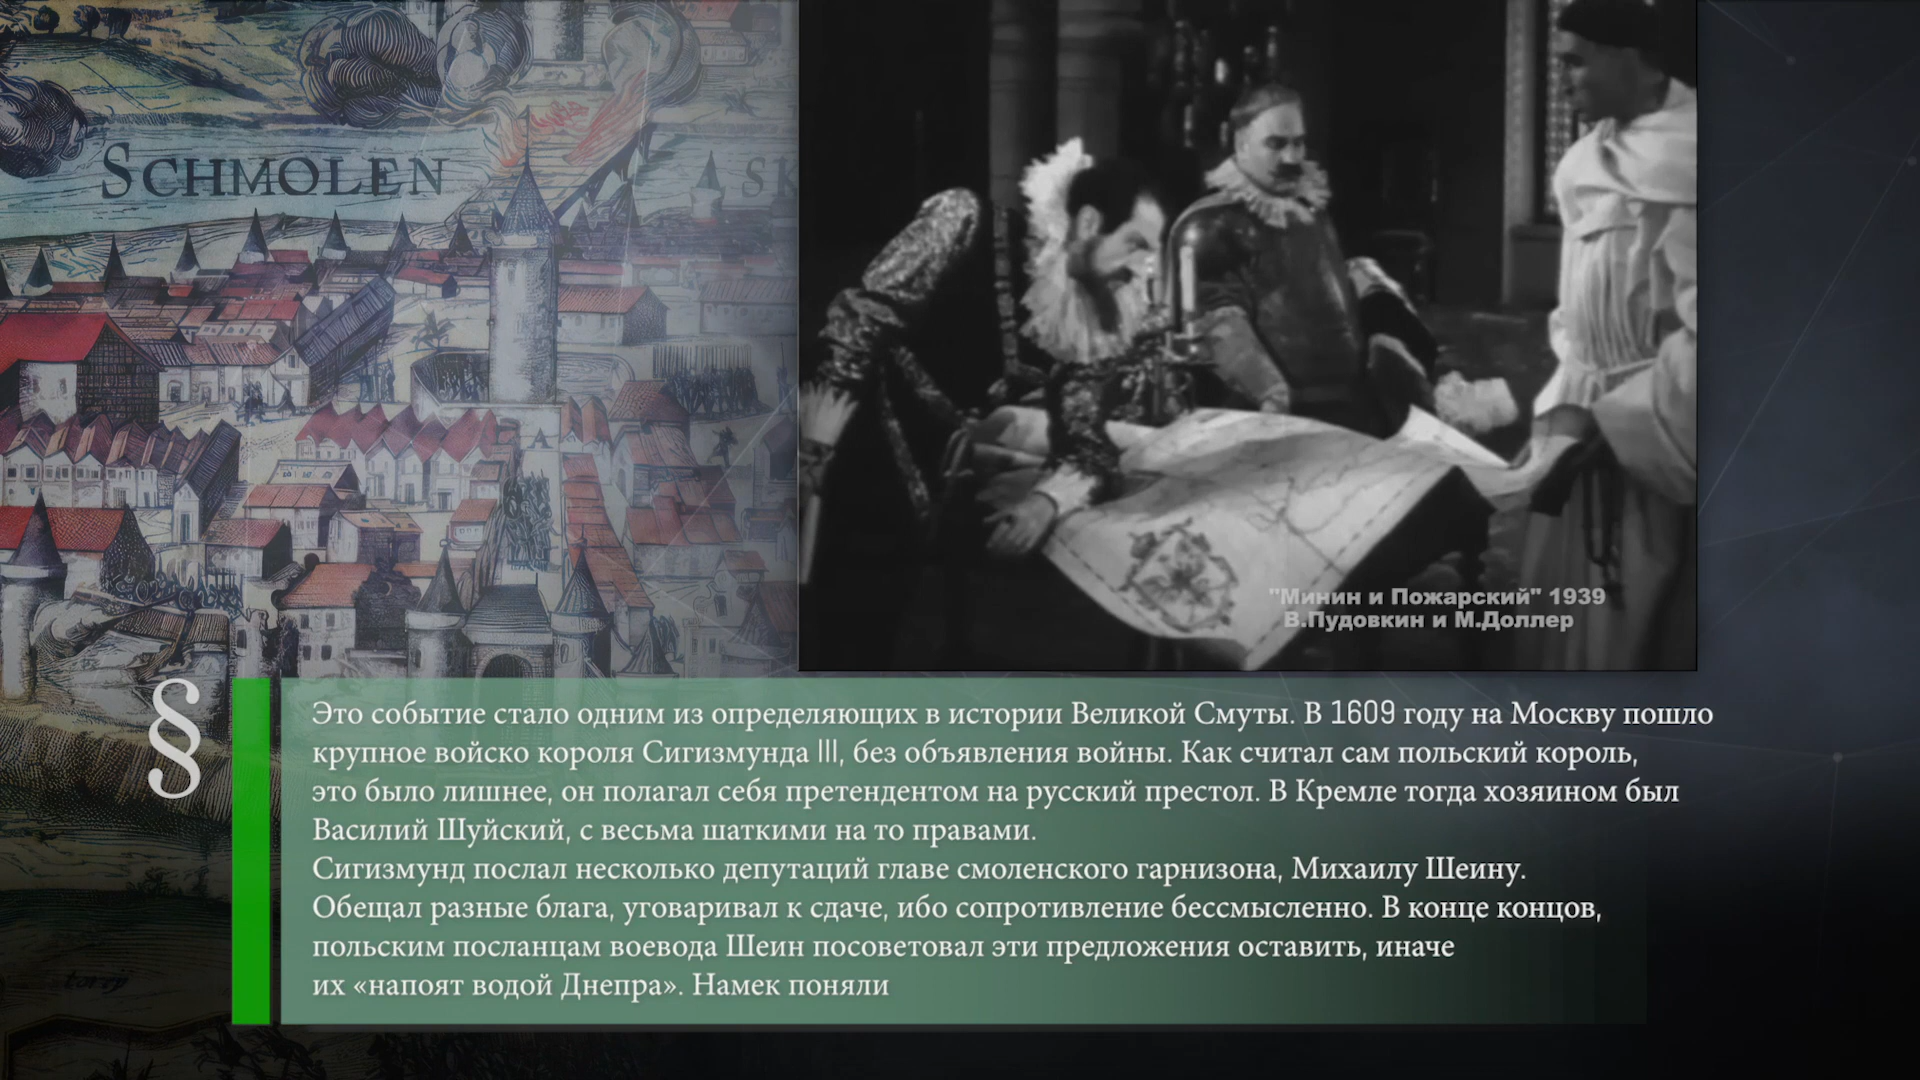 SCHMOLEN
A SK
A
"Минин и Пожарский" 1939
В.Пудовкин и М.Доллер
§
Это событие стало одним из определяющих в истории Великой Смуты. В 1609 году на Москву пошло
крупное войско короля Сигизмунда III, без объявления войны. Как считал сам польский король,
это было лишнее, он полагал себя претендентом на русский престол. В Кремле тогда хозяином был
Василий Шуйский, с весьма шаткими на то правами.
Сигизмунд послал несколько депутаций главе смоленского гарнизона, Михаилу Шеину.
Обещал разные блага, уговаривал к сдаче, ибо сопротивление бессмысленно. В конце концов,
польским посланцам воевода Шеин посоветовал эти предложения оставить, иначе
их «напоят водой Днепра». Намек поняли